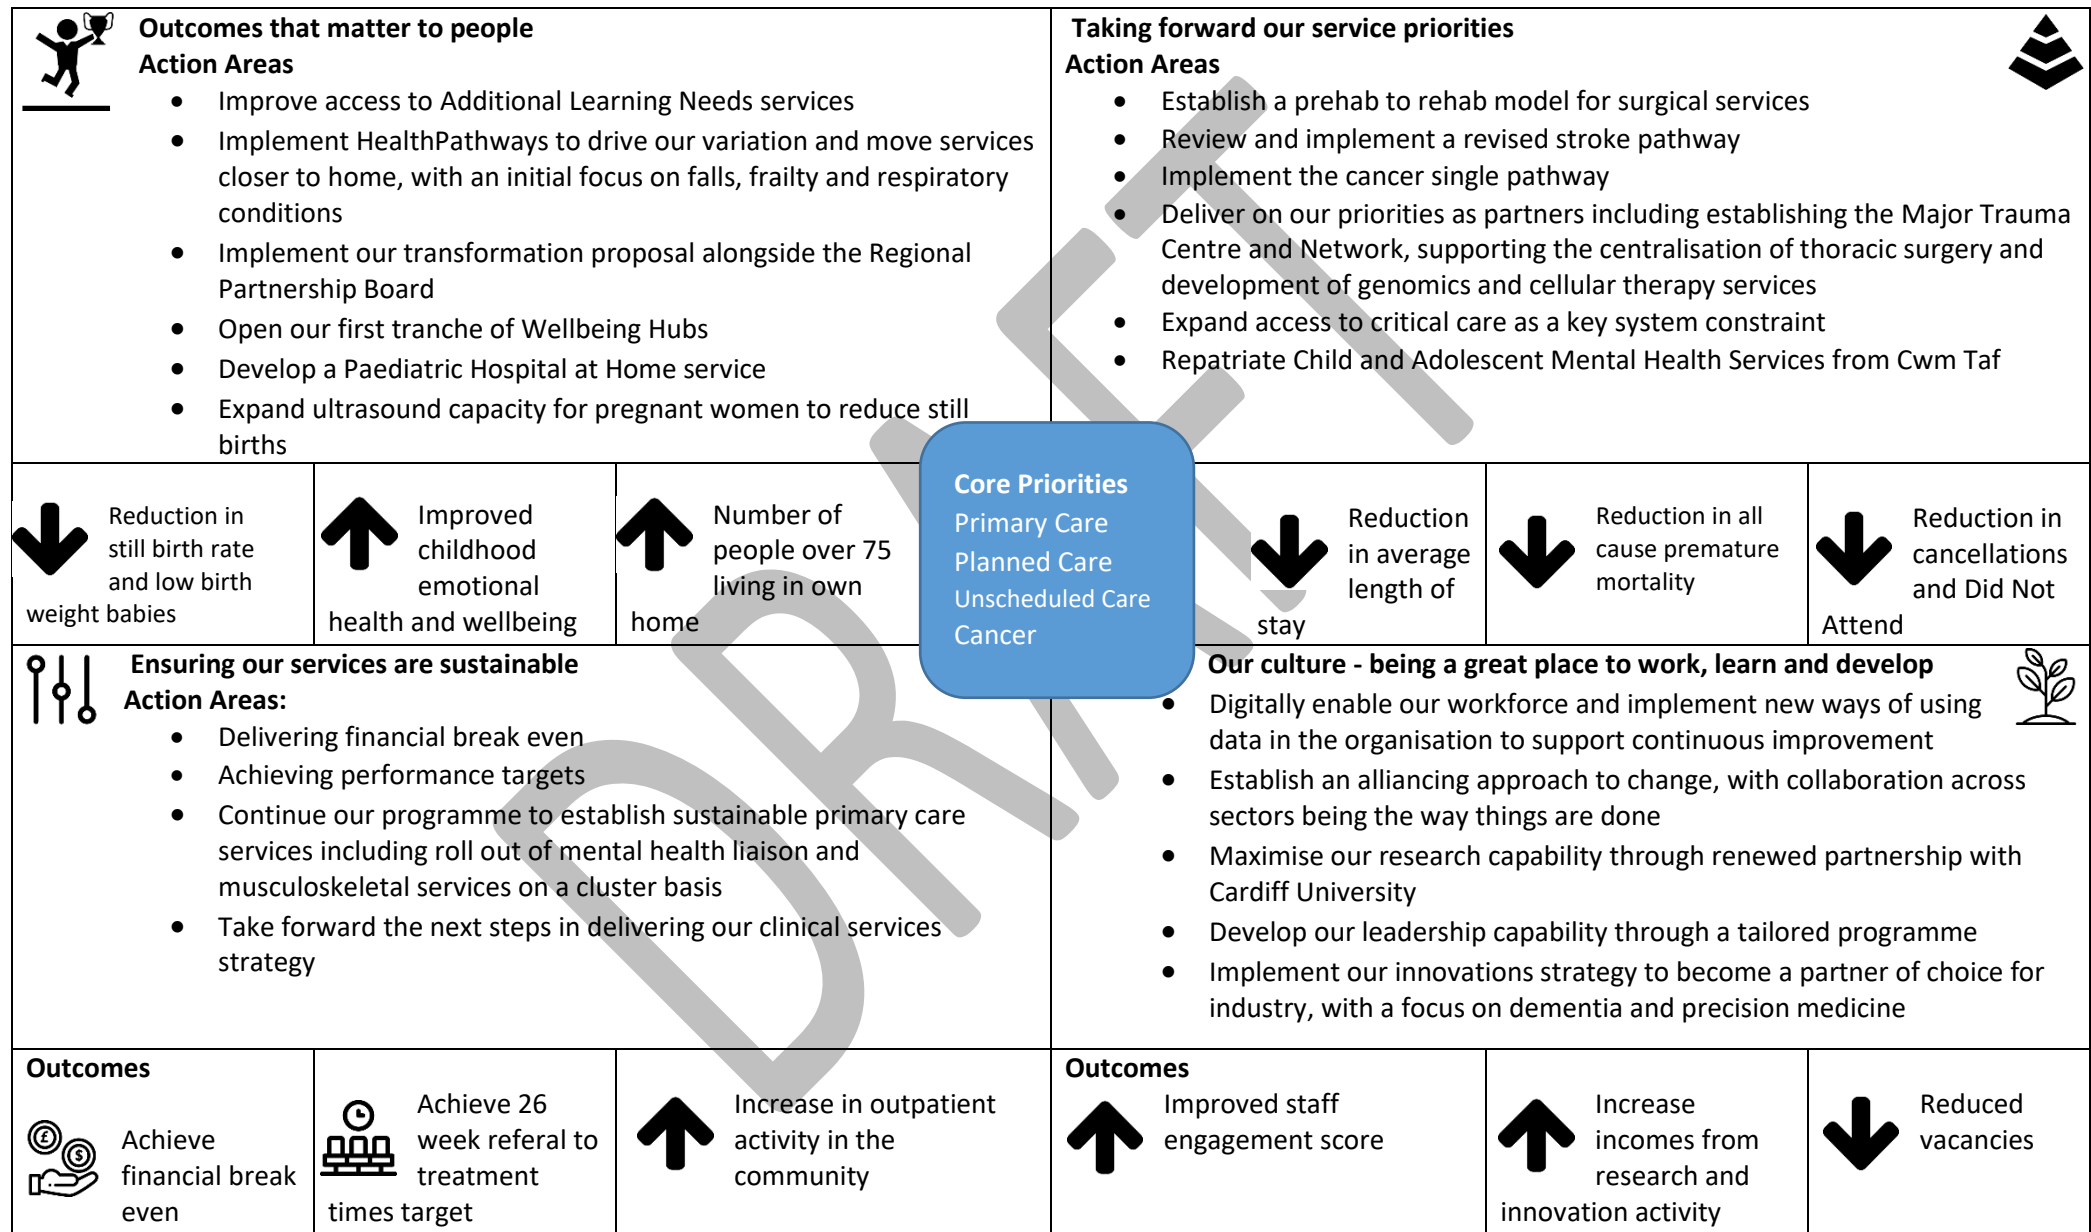 Outcomes that matter to people
Action Areas
• Improve access to Additional Learning Needs services
• Implement HealthPathways to drive our variation and move services
closer to home, with an initial focus on falls, frailty and respiratory
conditions
• Implement our transformation proposal alongside the Regional
Partnership Board
• Open our first tranche of Wellbeing Hubs
• Develop a Paediatric Hospital at Home service
• Expand ultrasound capacity for pregnant women to reduce still
births
Taking forward our service priorities
Action Areas
• Establish a prehab to rehab model for surgical services
• Review and implement a revised stroke pathway
• Implement the cancer single pathway
• Deliver on our priorities as partners including establishing the Major Trauma
Centre and Network, supporting the centralisation of thoracic surgery and
development of genomics and cellular therapy services
• Expand access to critical care as a key system constraint
• Repatriate Child and Adolescent Mental Health Services from Cwm Taf
Reduction in
still birth rate
and low birth
weight babies
Improved
childhood
emotional
health and wellbeing
Number of
people over 75
living in own
home
Core Priorities
Primary Care
Planned Care
Unscheduled Care
Cancer
Reduction
in average
length of
stay
Reduction in all
cause premature
mortality
Reduction in
cancellations
and Did Not
Attend
Ensuring our services are sustainable
Action Areas:
• Delivering financial break even
• Achieving performance targets
• Continue our programme to establish sustainable primary care
services including roll out of mental health liaison and
musculoskeletal services on a cluster basis
• Take forward the next steps in delivering our clinical services
strategy
Our culture - being a great place to work, learn and develop
• Digitally enable our workforce and implement new ways of using
data in the organisation to support continuous improvement
• Establish an alliancing approach to change, with collaboration across
sectors being the way things are done
• Maximise our research capability through renewed partnership with
Cardiff University
• Develop our leadership capability through a tailored programme
• Implement our innovations strategy to become a partner of choice for
industry, with a focus on dementia and precision medicine
Outcomes
£
$
Achieve
financial break
even
Achieve 26
week referal to
treatment
times target
Increase in outpatient
activity in the
community
Outcomes
Improved staff
engagement score
Increase
incomes from
research and
innovation activity
Reduced
vacancies
DRAFT